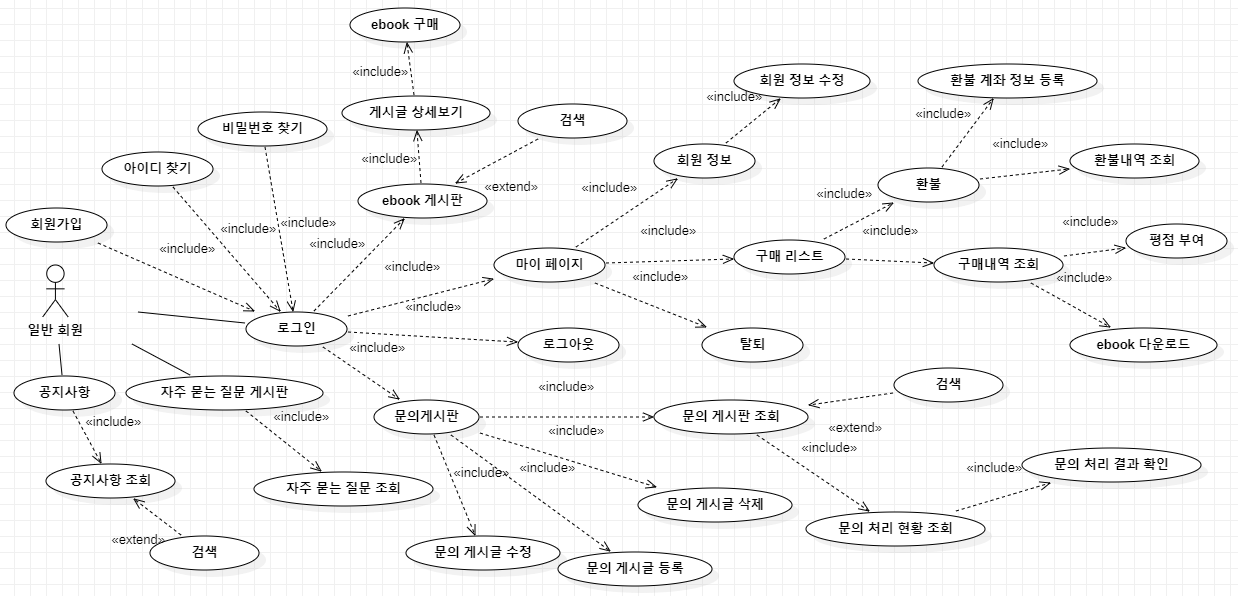 ebook 구매
«include»
회원 정보 수정
환불 계좌 정보 등록
«include»
게시글 상세보기
검색
«include»
비밀번호 찾기
«include»
«include»
회원 정보
환불내역 조회
아이디 찾기
«extend»
«include»
환불
«include»
ebook 게시판
회원가입
«include»
«include»
«include»
«include»
«include»
«include»
«include»
평점 부여
마이 페이지
구매 리스트
구매내역 조회
«include»
«include»
«include»
«include»
일반 회원
로그인
로그아웃
탈퇴
ebook 다운로드
«include»
공지사항
자주 묻는 질문 게시판
«include»
검색
«include»
«include»
문의게시판
문의 게시판 조회
«include»
«extend»
«include»
공지사항 조회
자주 묻는 질문 조회
«include»
«include»
«include»
문의 처리 결과 확인
문의 게시글 삭제
문의 처리 현황 조회
«extend»
검색
문의 게시글 수정
문의 게시글 등록